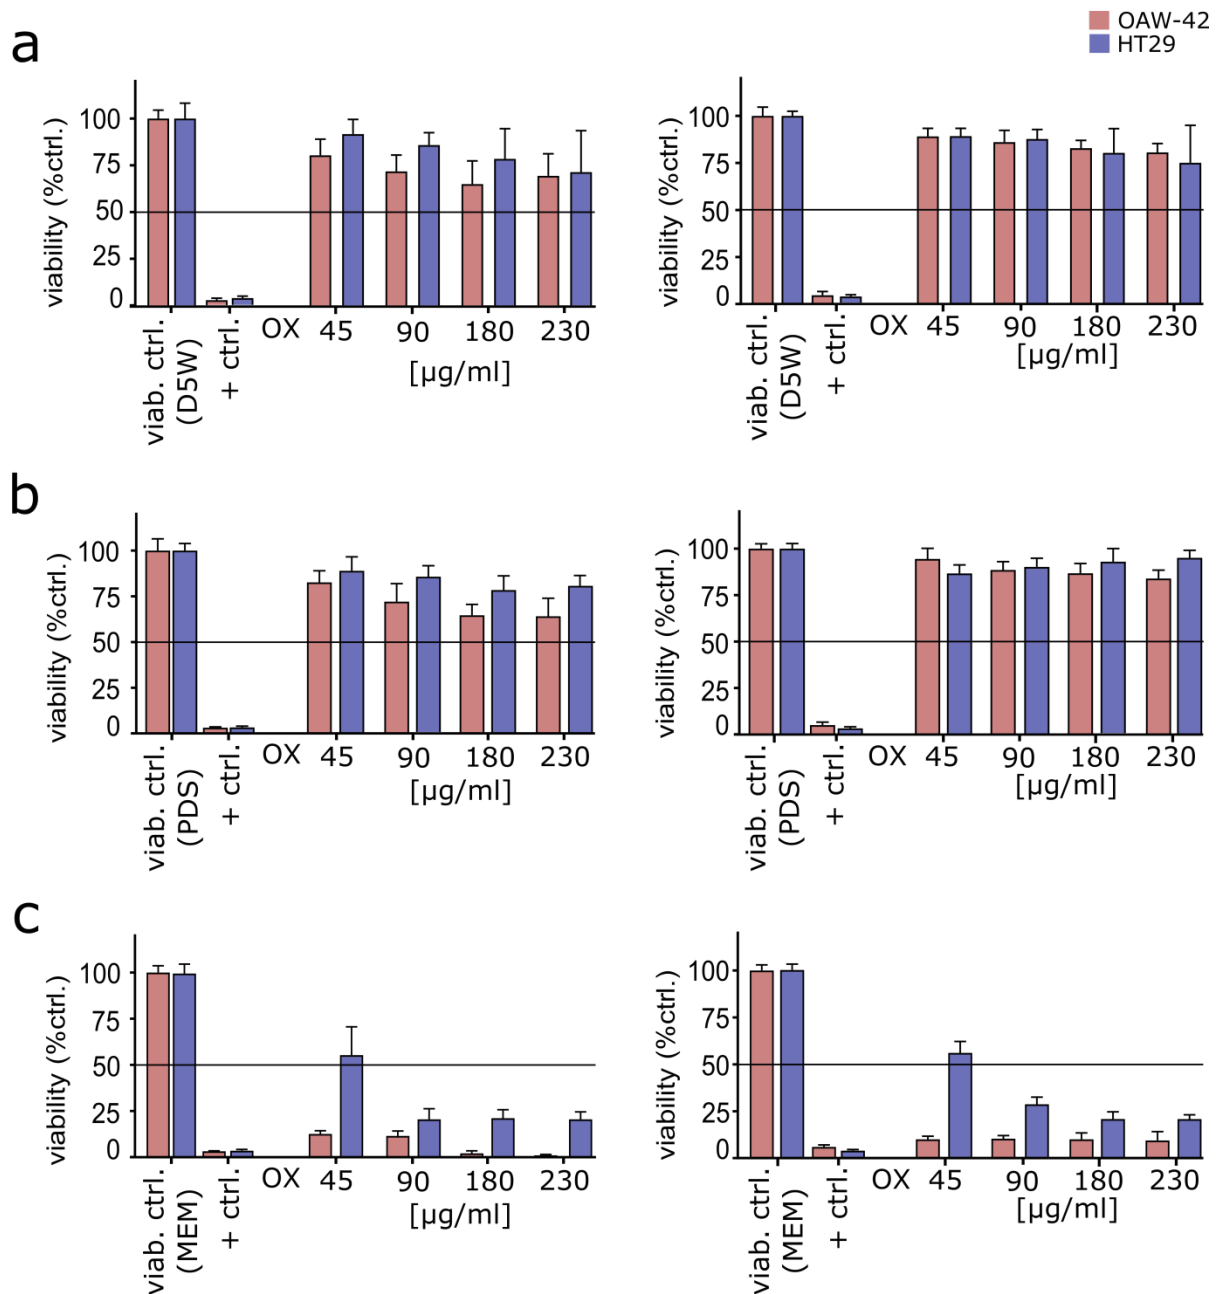 OAW-42
HT29
a
viability (%ctrl.)
100
75
50
25
0
viab. ctrl.
(D5W)
+ ctrl.
OX
45
90
180
230
[µg/ml]
viability (%ctrl.)
100
75
50
25
0
viab. ctrl.
(D5W)
+ ctrl.
OX
45
90
180
230
[µg/ml]
b
viability (%ctrl.)
100
75
50
25
0
viab. ctrl.
(PDS)
+ ctrl.
OX
45
90
180
230
[µg/ml]
viability (%ctrl.)
100
75
50
25
0
viab. ctrl.
(PDS)
+ ctrl.
OX
45
90
180
230
[µg/ml]
c
viability (%ctrl.)
100
75
50
25
0
viab. ctrl.
(MEM)
+ ctrl.
OX
45
90
180
230
[µg/ml]
viability (%ctrl.)
100
75
50
25
0
viab. ctrl.
(MEM)
+ ctrl.
OX
45
90
180
230
[µg/ml]